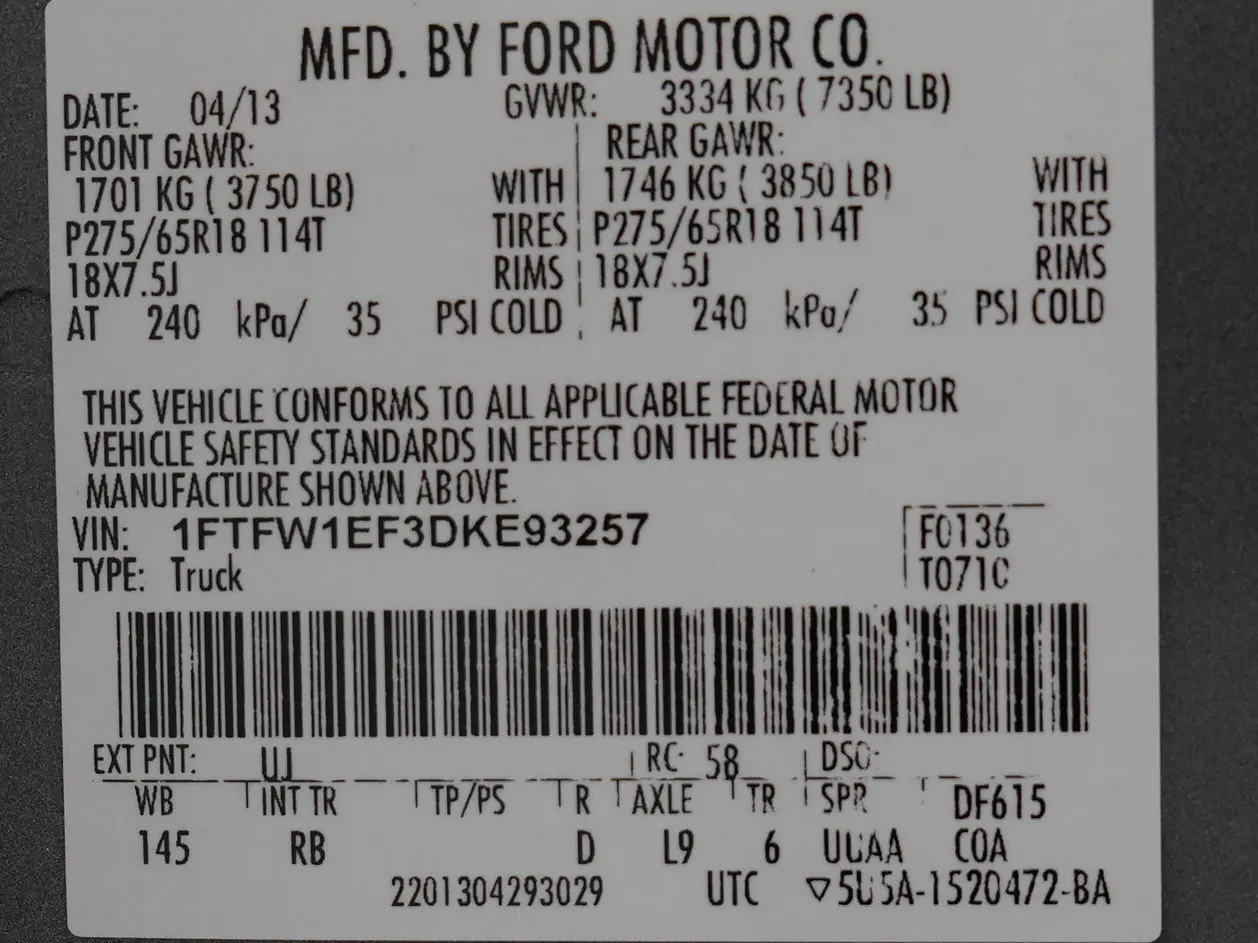 MFD. BY FORD MOTOR CO.
DATE: 04/13 GVWR: 3334 KG ( 7350 LB)
FRONT GAWR: REAR GAWR:
1701 KG ( 3750 LB) WITH 1746 KG ( 3850 LB) WITH
P275/65R18 114T TIRES P275/65R18 114T TIRES
18X7.5J RIMS 18X7.5J RIMS
AT 240 kPa/ 35 PSI COLD AT 240 kPa/ 35 PSI COLD
THIS VEHICLE CONFORMS TO ALL APPLICABLE FEDERAL MOTOR
VEHICLE SAFETY STANDARDS IN EFFECT ON THE DATE OF
MANUFACTURE SHOWN ABOVE.
VIN: 1FTFW1EF3DKE93257 F0136
TYPE: Truck T0710
EXT PNT: UJ RC: 58 DSO:
WB INT TR TP/PS R AXLE TR SPR DF615
145 RB D L9 6 UUAA COA
2201304293029 UTC ▽5U5A-1520472-BA